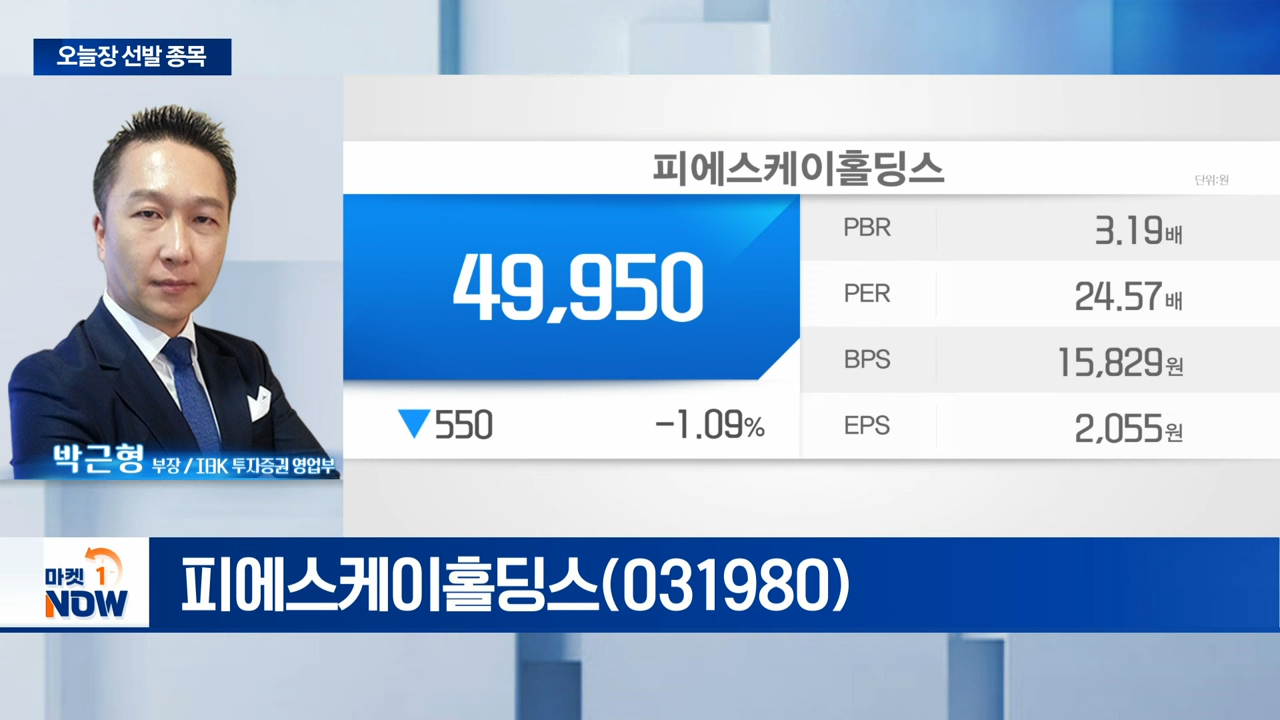 오늘장 선발 종목
피에스케이홀딩스
단위:원
49,950
▼550 -1.09%
PBR 3.19배
PER 24.57배
BPS 15,829원
EPS 2,055원
박근형 부장 / IBK 투자증권 영업부
마켓 1
NOW
피에스케이홀딩스(031980)